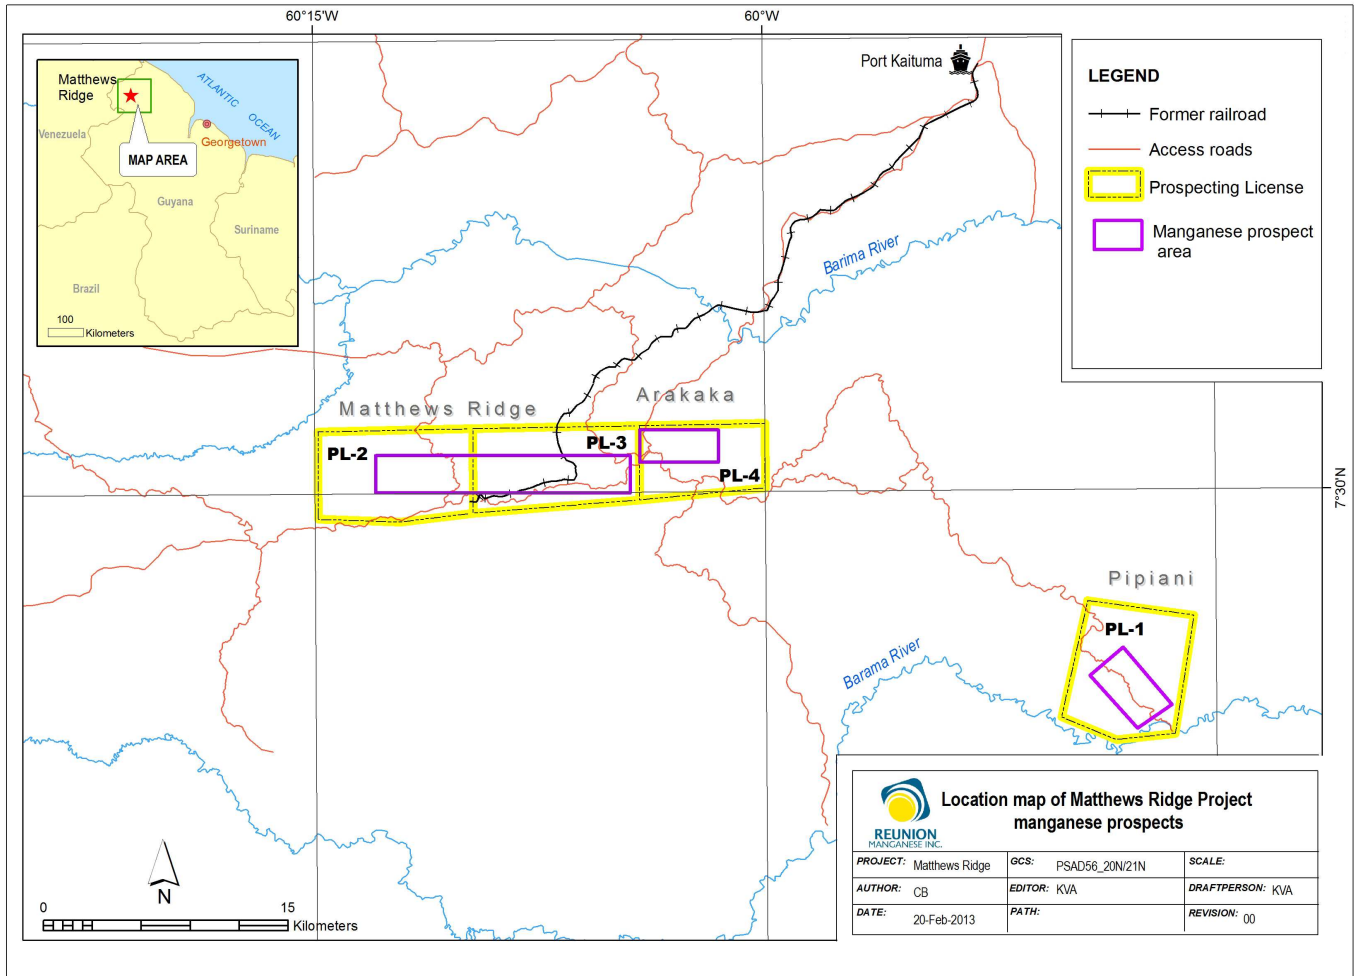 60°15'W
60°W
Port Kaituma
Matthews
Ridge
ATLANTIC OCEAN
Venezuela
Georgetown
MAP AREA
Guyana
Suriname
Brazil
100
Kilometers
LEGEND
Former railroad
Access roads
Prospecting License
Manganese prospect
area
Barima River
Matthews Ridge
Arakaka
PL-2
PL-3
PL-4
7°30'N
Pipiani
PL-1
Barama River
N
0 15
Kilometers
REUNION
MANGANESE INC.
Location map of Matthews Ridge Project
manganese prospects
PROJECT: Matthews Ridge GCS: PSAD56_20N/21N SCALE:
AUTHOR: CB EDITOR: KVA DRAFTPERSON: KVA
DATE: 20-Feb-2013 PATH: REVISION: 00